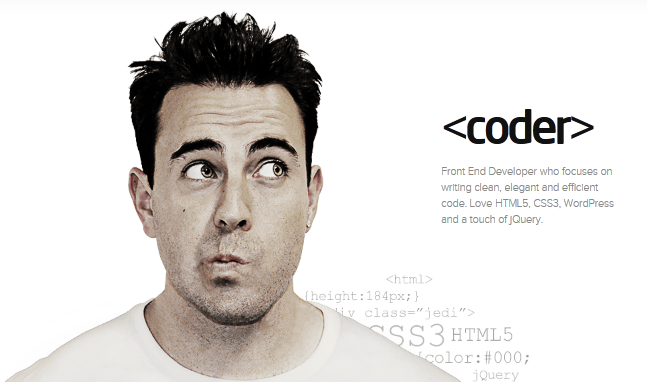 <coder>
Front End Developer who focuses on
writing clean, elegant and efficient
code. Love HTML5, CSS3, WordPress
and a touch of jQuery.
<html>
{height:184px;}
class="jedi">
CSS3 HTML5
{color:#000;
jQuery